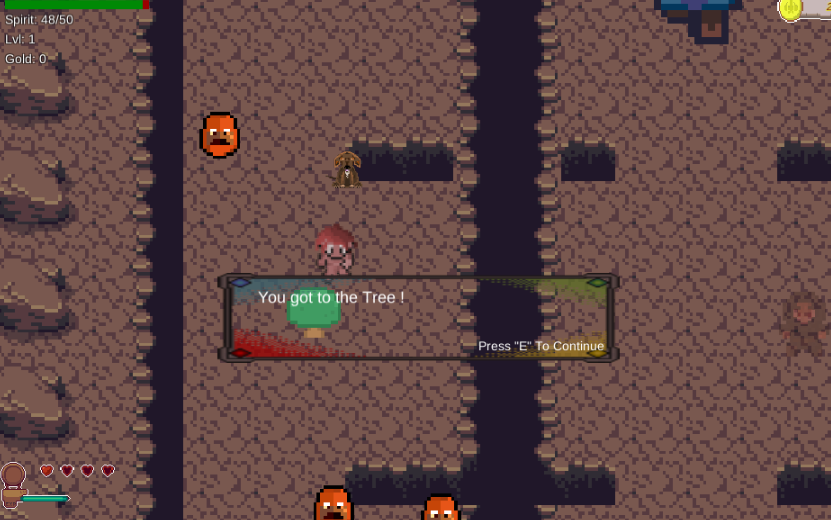 Spirit: 48/50
Lvl: 1
Gold: 0
You got to the Tree !
Press "E" To Continue